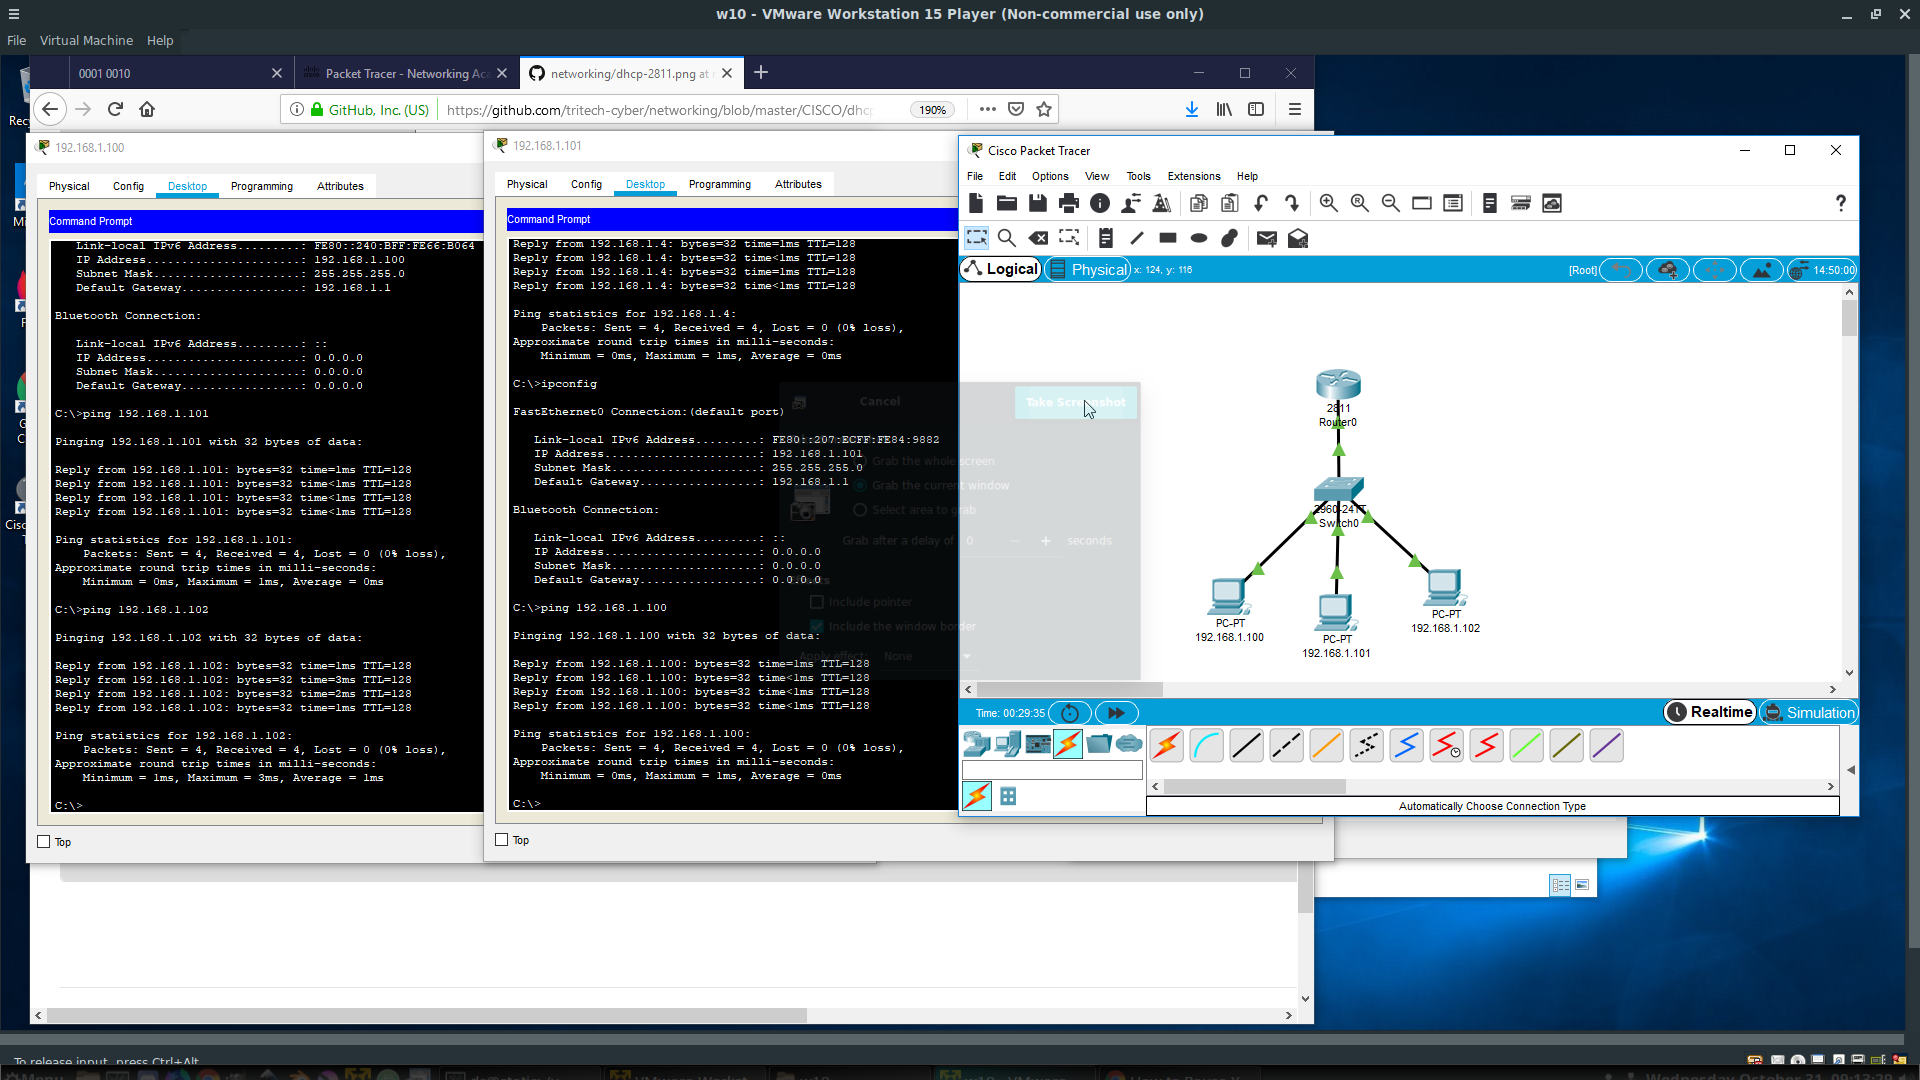 w10 - VMware Workstation 15 Player (Non-commercial use only)
File Virtual Machine Help
0001 0010
Packet Tracer - Networking Aca
networking/dhcp-2811.png at
GitHub, Inc. (US)
https://github.com/tritech-cyber/networking/blob/master/CISCO/dhcp
190%
192.168.1.100
Physical Config Desktop Programming Attributes
Command Prompt
Link-local IPv6 Address.........: FE80::240:BFF:FE66:B064
IP Address......................: 192.168.1.100
Subnet Mask.....................: 255.255.255.0
Default Gateway.................: 192.168.1.1
Bluetooth Connection:
Link-local IPv6 Address.........: ::
IP Address......................: 0.0.0.0
Subnet Mask.....................: 0.0.0.0
Default Gateway.................: 0.0.0.0
C:\>ping 192.168.1.101
Pinging 192.168.1.101 with 32 bytes of data:
Reply from 192.168.1.101: bytes=32 time=1ms TTL=128
Reply from 192.168.1.101: bytes=32 time<1ms TTL=128
Reply from 192.168.1.101: bytes=32 time<1ms TTL=128
Reply from 192.168.1.101: bytes=32 time<1ms TTL=128
Ping statistics for 192.168.1.101:
Packets: Sent = 4, Received = 4, Lost = 0 (0% loss),
Approximate round trip times in milli-seconds:
Minimum = 0ms, Maximum = 1ms, Average = 0ms
C:\>ping 192.168.1.102
Pinging 192.168.1.102 with 32 bytes of data:
Reply from 192.168.1.102: bytes=32 time=1ms TTL=128
Reply from 192.168.1.102: bytes=32 time=3ms TTL=128
Reply from 192.168.1.102: bytes=32 time=2ms TTL=128
Reply from 192.168.1.102: bytes=32 time=1ms TTL=128
Ping statistics for 192.168.1.102:
Packets: Sent = 4, Received = 4, Lost = 0 (0% loss),
Approximate round trip times in milli-seconds:
Minimum = 1ms, Maximum = 3ms, Average = 1ms
C:\>
Top
192.168.1.101
Physical Config Desktop Programming Attributes
Command Prompt
Reply from 192.168.1.4: bytes=32 time=1ms TTL=128
Reply from 192.168.1.4: bytes=32 time<1ms TTL=128
Reply from 192.168.1.4: bytes=32 time=1ms TTL=128
Reply from 192.168.1.4: bytes=32 time<1ms TTL=128
Ping statistics for 192.168.1.4:
Packets: Sent = 4, Received = 4, Lost = 0 (0% loss),
Approximate round trip times in milli-seconds:
Minimum = 0ms, Maximum = 1ms, Average = 0ms
C:\>ipconfig
FastEthernet0 Connection:(default port)
Link-local IPv6 Address.........: FE80::207:ECFF:FE84:9882
IP Address......................: 192.168.1.101
Subnet Mask.....................: 255.255.255.0
Default Gateway.................: 192.168.1.1
Bluetooth Connection:
Link-local IPv6 Address.........: ::
IP Address......................: 0.0.0.0
Subnet Mask.....................: 0.0.0.0
Default Gateway.................: 0.0.0.0
C:\>ping 192.168.1.100
Pinging 192.168.1.100 with 32 bytes of data:
Reply from 192.168.1.100: bytes=32 time=1ms TTL=128
Reply from 192.168.1.100: bytes=32 time<1ms TTL=128
Reply from 192.168.1.100: bytes=32 time<1ms TTL=128
Reply from 192.168.1.100: bytes=32 time<1ms TTL=128
Ping statistics for 192.168.1.100:
Packets: Sent = 4, Received = 4, Lost = 0 (0% loss),
Approximate round trip times in milli-seconds:
Minimum = 0ms, Maximum = 1ms, Average = 0ms
C:\>
Top
Cancel
Take Screenshot
Grab the whole screen
Grab the current window
Select area to grab
Grab after a delay of 0 - + seconds
Include pointer
Include the window border
Apply effect: None
Cisco Packet Tracer
File Edit Options View Tools Extensions Help
Logical Physical x: 124, y: 116
[Root]
14:50:00
2811
Router0
2960-24TT
Switch0
PC-PT
192.168.1.100
PC-PT
192.168.1.101
PC-PT
192.168.1.102
Time: 00:29:35
Realtime Simulation
Automatically Choose Connection Type
To release input, press Ctrl+Alt
Menu
Wednesday October 31, 09:13:29